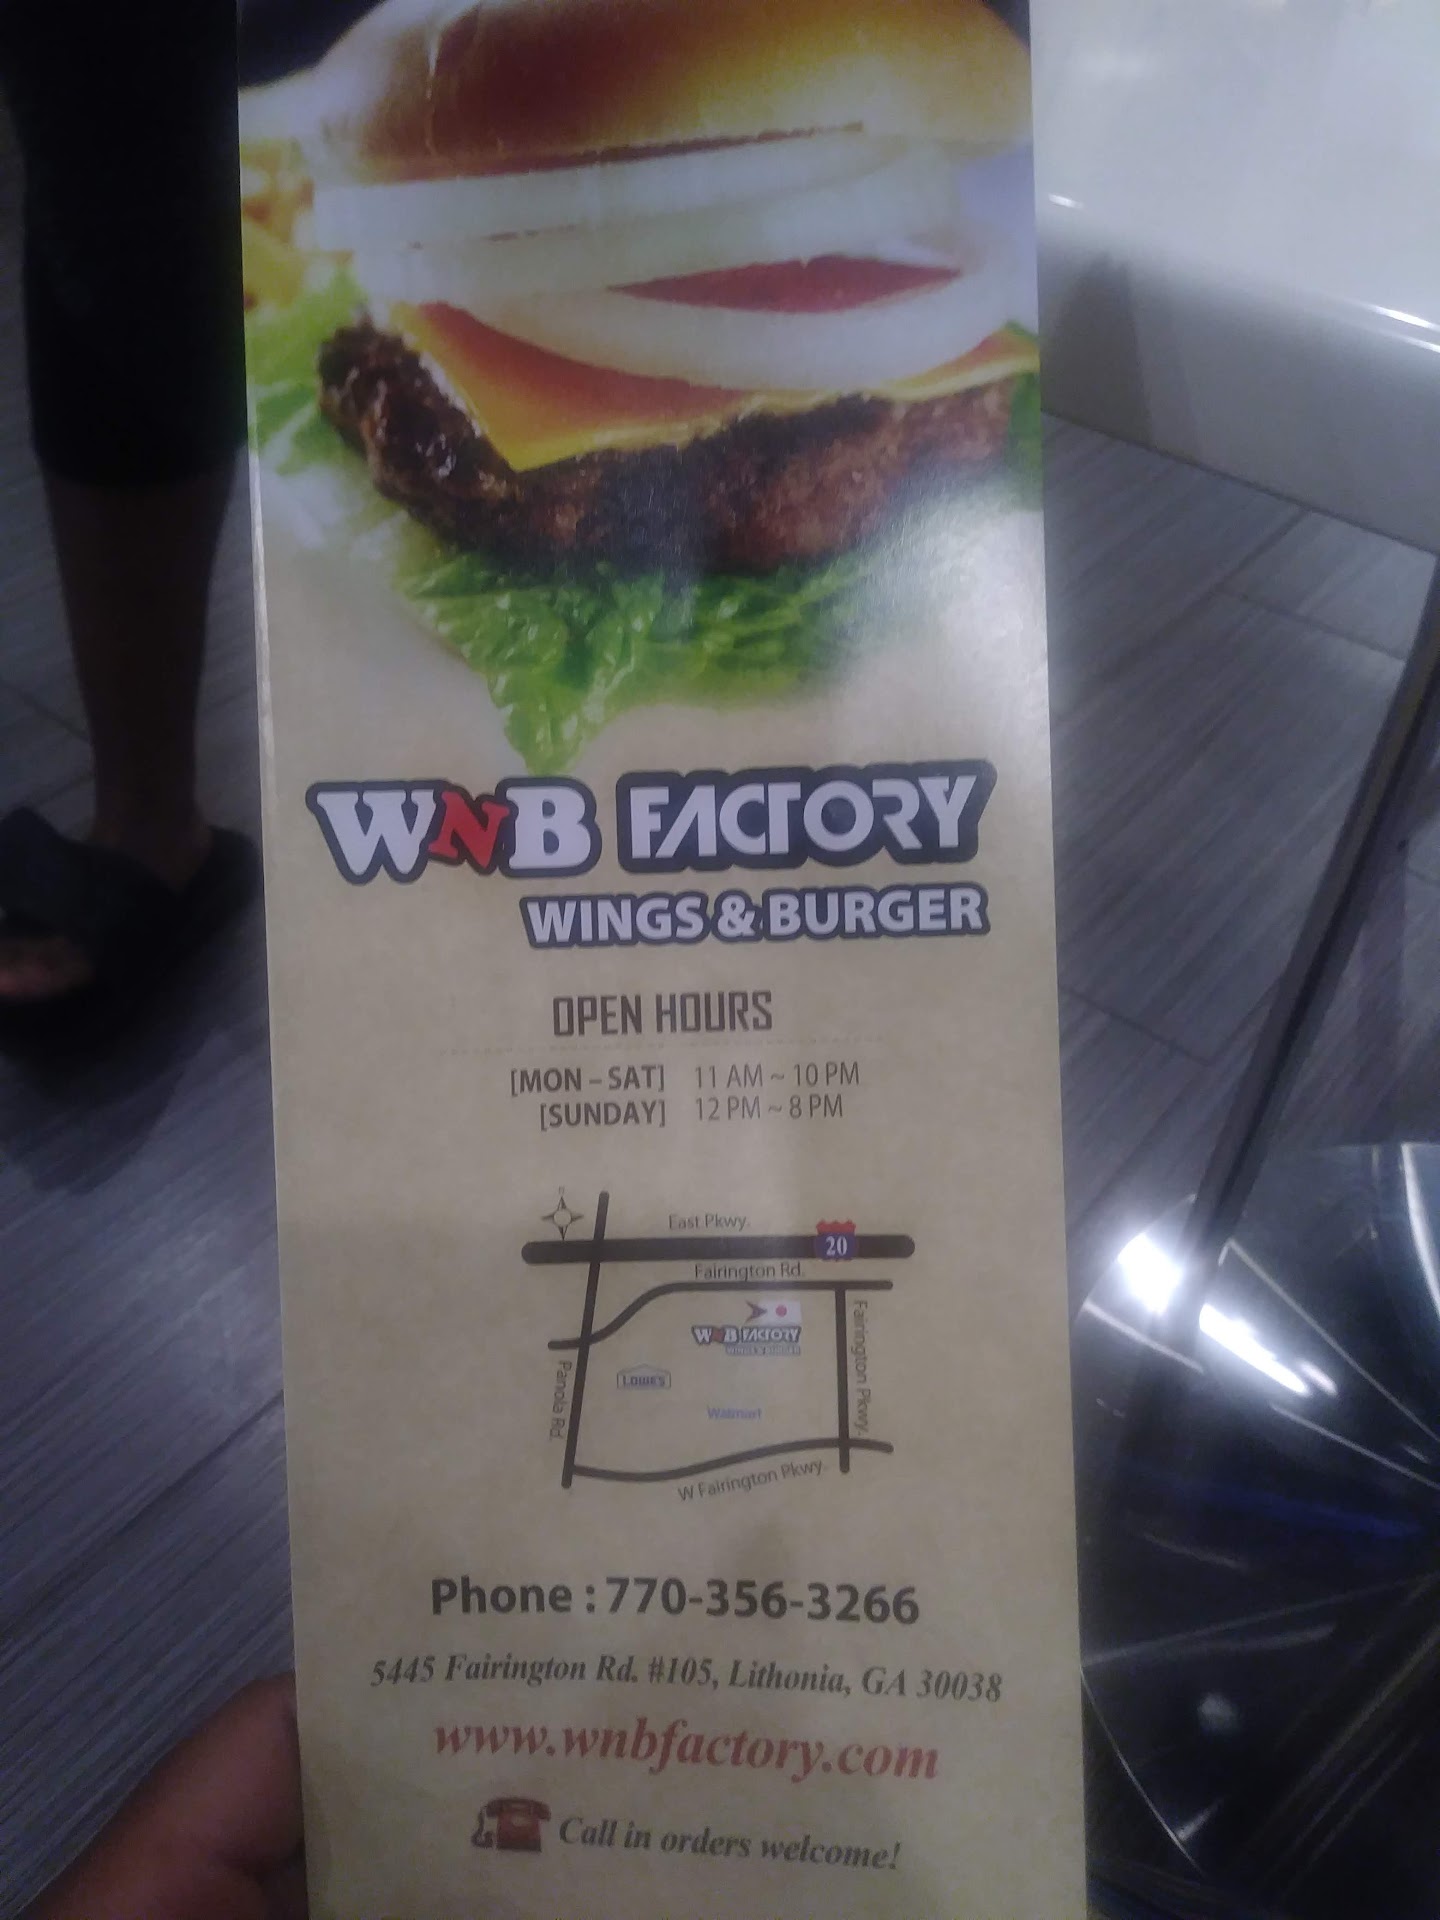 WNB FACTORY
WINGS & BURGER
OPEN HOURS
[MON – SAT] 11 AM ~ 10 PM
[SUNDAY] 12 PM ~ 8 PM
East Pkwy.
20
Fairington Rd.
WNB FACTORY
Fairington Pkwy.
LOWE'S
Panola Rd.
Walmart
W Fairington Pkwy.
Phone : 770-356-3266
5445 Fairington Rd. #105, Lithonia, GA 30038
www.wnbfactory.com
Call in orders welcome!